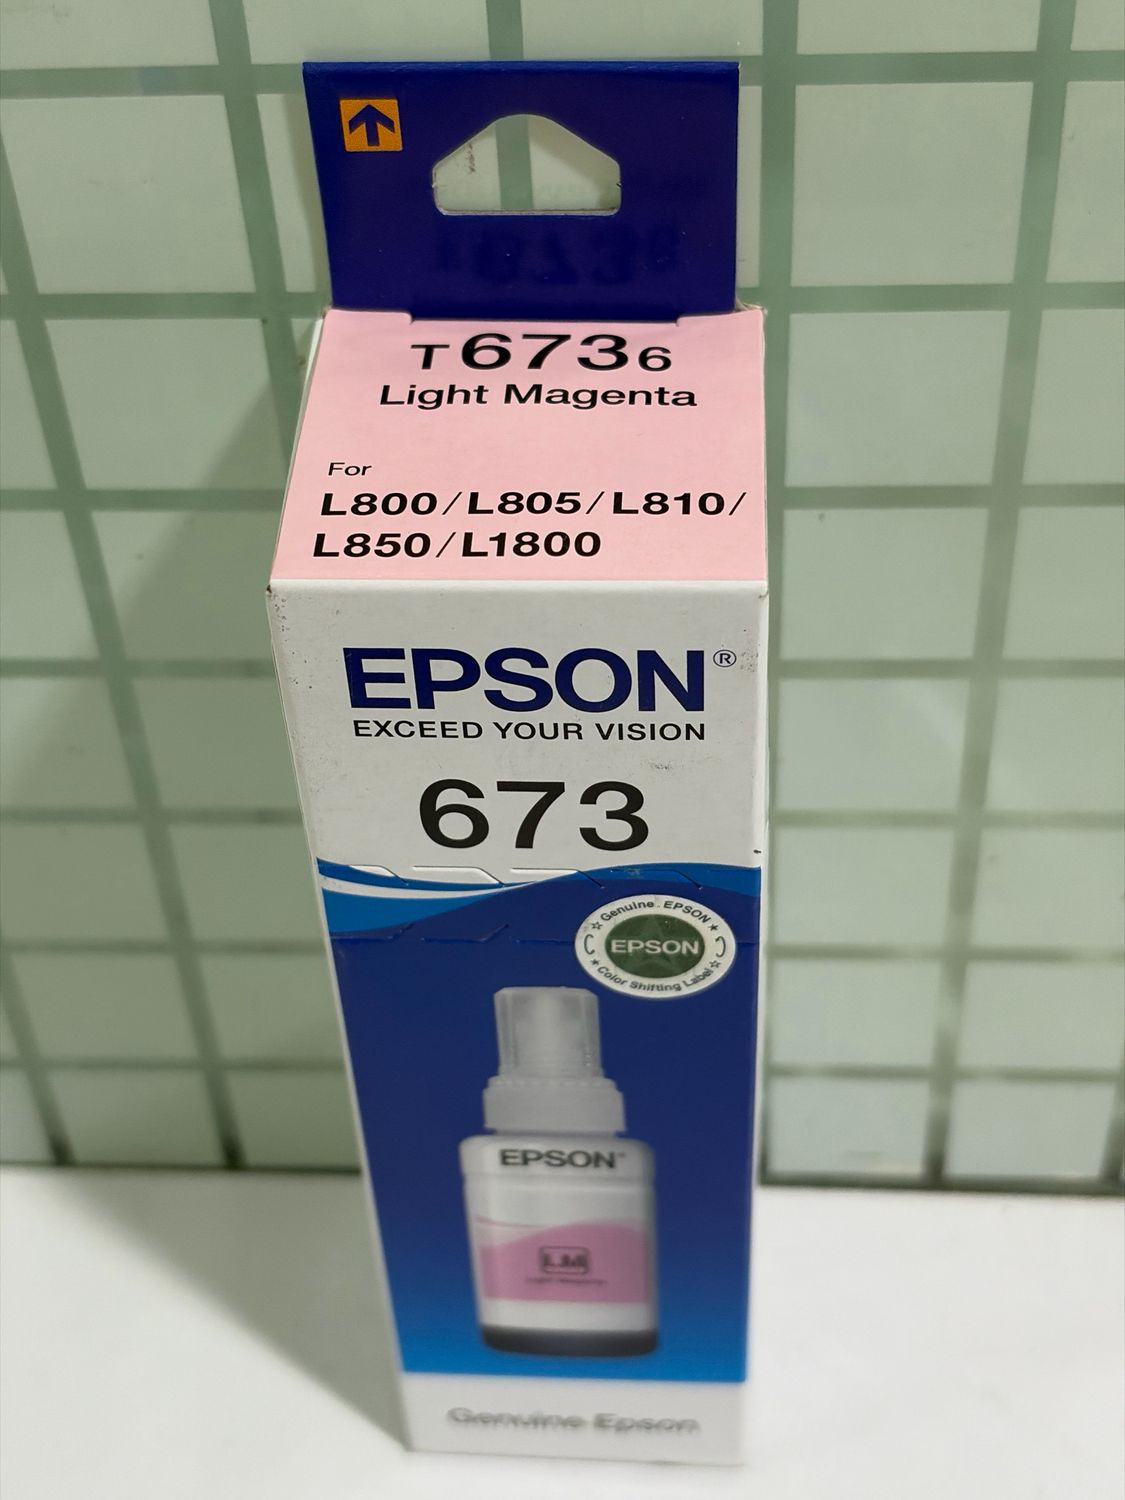 T6736
Light Magenta
For
L800/L805/L810/
L850/L1800
EPSON®
EXCEED YOUR VISION
673
Genuine EPSON
EPSON
Color Shifting Label
EPSON
LM
Light Magenta
Genuine Epson